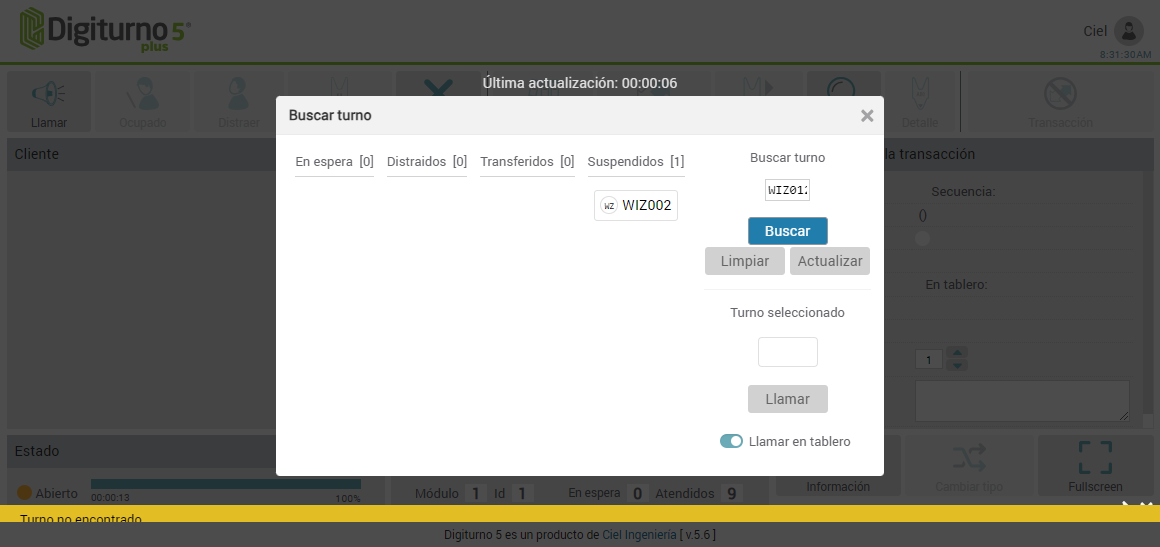 Digiturno 5®
plus
Ciel
8:31:30 AM
Última actualización: 00:00:06
Llamar
Ocupado
Distraer
Detalle
Transacción
Buscar turno
Cliente
la transacción
En espera [0]
Distraidos [0]
Transferidos [0]
Suspendidos [1]
WZ WIZ002
Buscar turno
WIZ012
Buscar
Limpiar
Actualizar
Turno seleccionado
Llamar
Llamar en tablero
Secuencia:
()
En tablero:
1
Estado
Abierto
00:00:13
100%
Módulo 1 Id 1
En espera 0 Atendidos 9
Información
Cambiar tipo
Fullscreen
Turno no encontrado
Digiturno 5 es un producto de Ciel Ingeniería [ v.5.6 ]